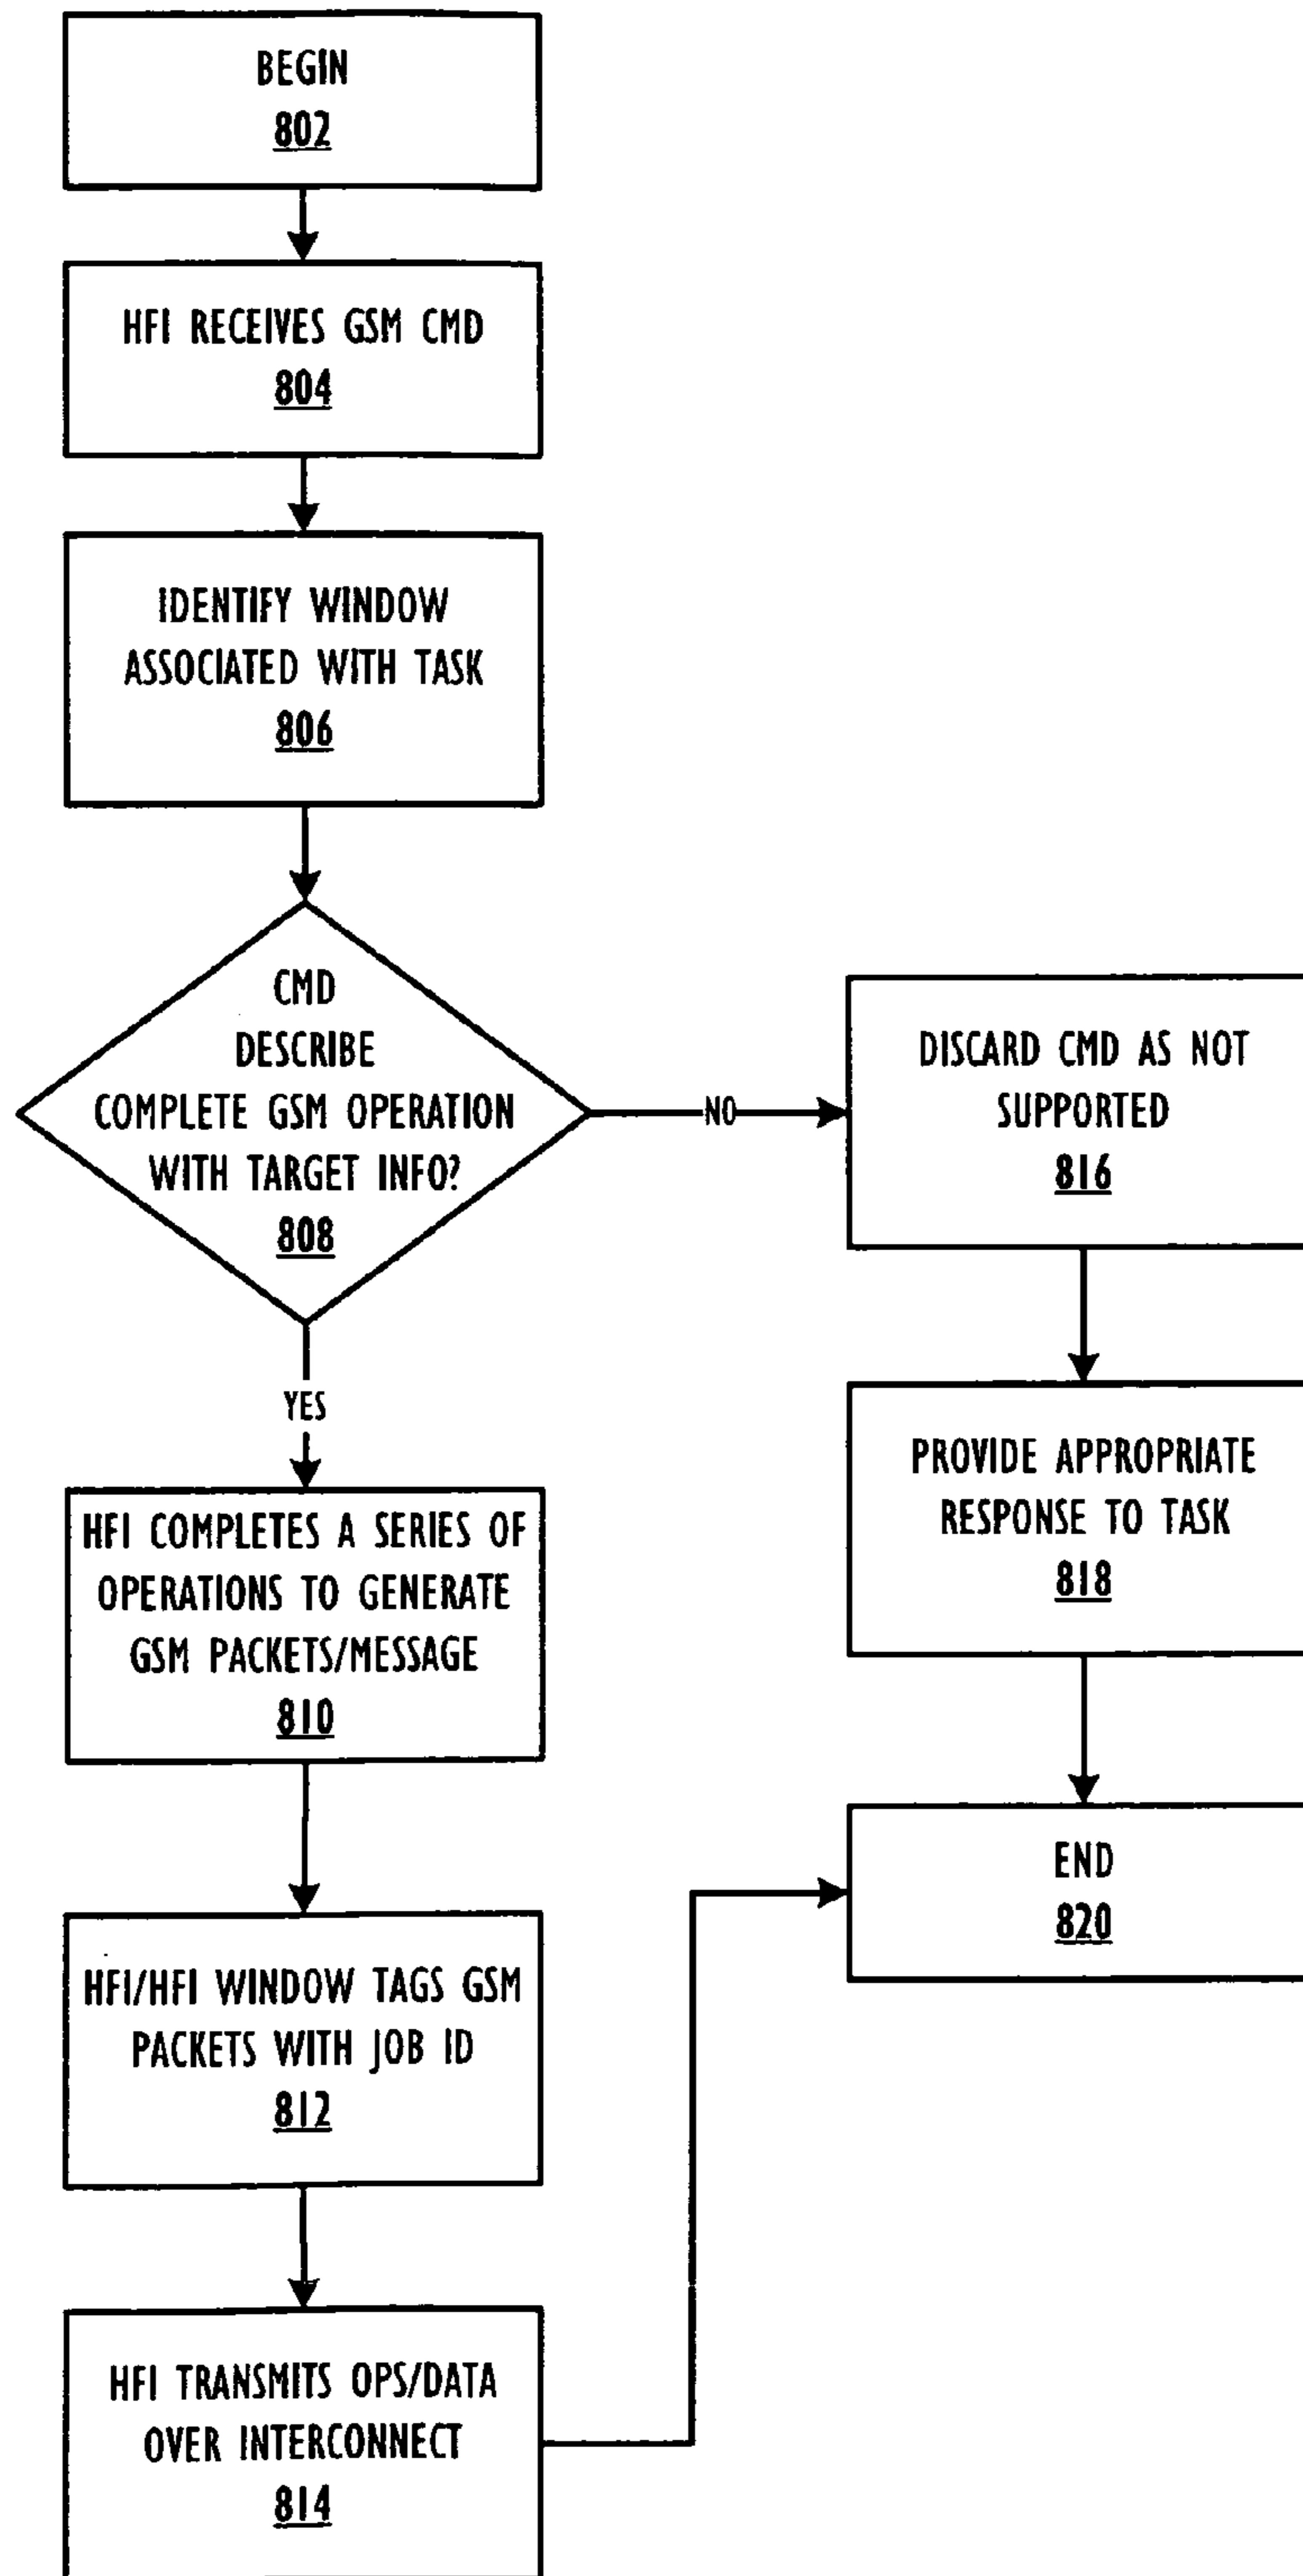 BEGIN
802
HFI RECEIVES GSM CMD
804
IDENTIFY WINDOW
ASSOCIATED WITH TASK
806
CMD
DESCRIBE
COMPLETE GSM OPERATION
WITH TARGET INFO?
808
NO
DISCARD CMD AS NOT
SUPPORTED
816
YES
PROVIDE APPROPRIATE
RESPONSE TO TASK
818
HFI COMPLETES A SERIES OF
OPERATIONS TO GENERATE
GSM PACKETS/MESSAGE
810
END
820
HFI/HFI WINDOW TAGS GSM
PACKETS WITH JOB ID
812
HFI TRANSMITS OPS/DATA
OVER INTERCONNECT
814